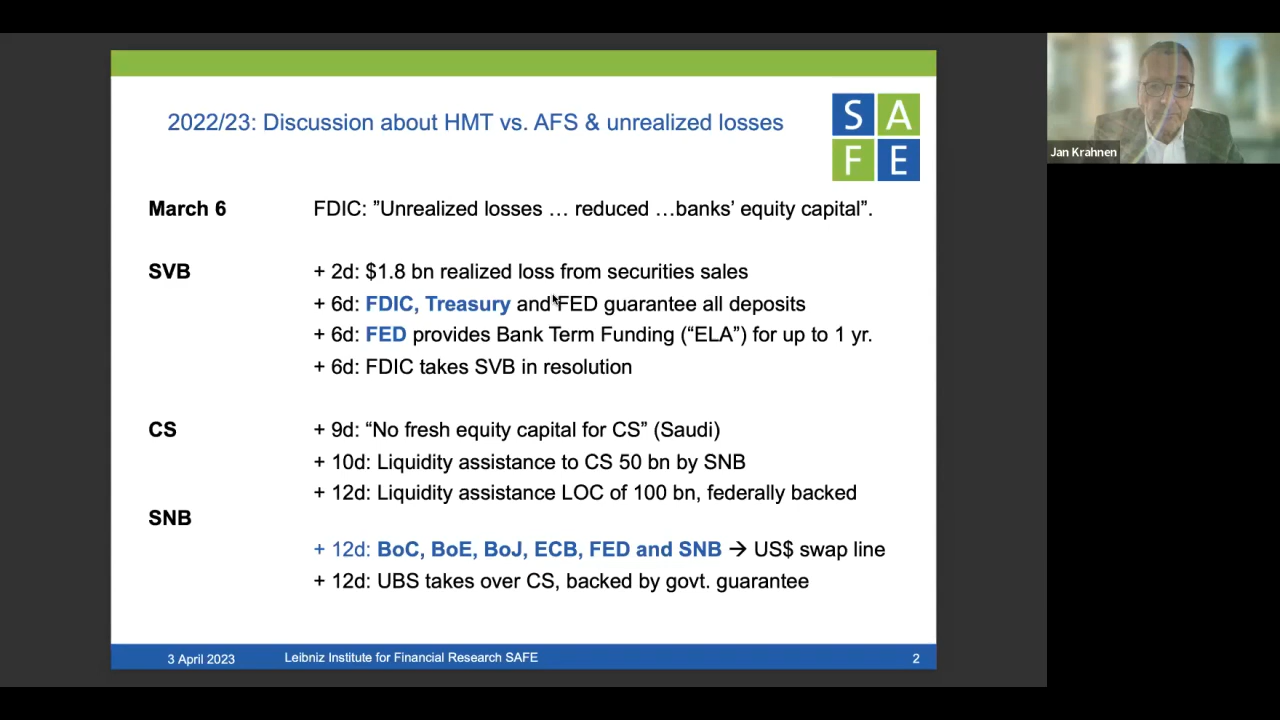 2022/23: Discussion about HMT vs. AFS & unrealized losses
S A
F E
Jan Krahnen
March 6 FDIC: ”Unrealized losses … reduced …banks’ equity capital”.
SVB + 2d: $1.8 bn realized loss from securities sales
+ 6d: FDIC, Treasury and FED guarantee all deposits
+ 6d: FED provides Bank Term Funding (“ELA”) for up to 1 yr.
+ 6d: FDIC takes SVB in resolution
CS + 9d: “No fresh equity capital for CS” (Saudi)
+ 10d: Liquidity assistance to CS 50 bn by SNB
+ 12d: Liquidity assistance LOC of 100 bn, federally backed
SNB
+ 12d: BoC, BoE, BoJ, ECB, FED and SNB → US$ swap line
+ 12d: UBS takes over CS, backed by govt. guarantee
3 April 2023 Leibniz Institute for Financial Research SAFE 2